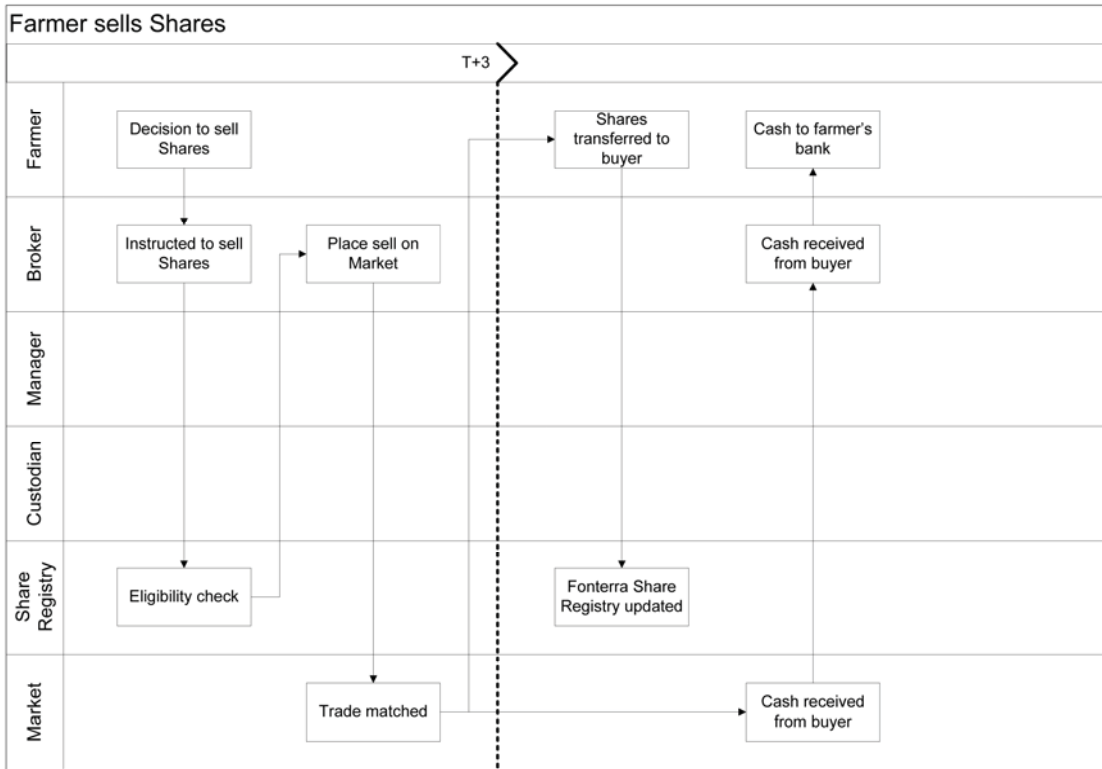 Farmer sells Shares
T+3
Farmer
Decision to sell
Shares
Shares
transferred to
buyer
Cash to farmer's
bank
Broker
Instructed to sell
Shares
Place sell on
Market
Cash received
from buyer
Manager
Custodian
Share
Registry
Eligibility check
Fonterra Share
Registry updated
Market
Trade matched
Cash received
from buyer